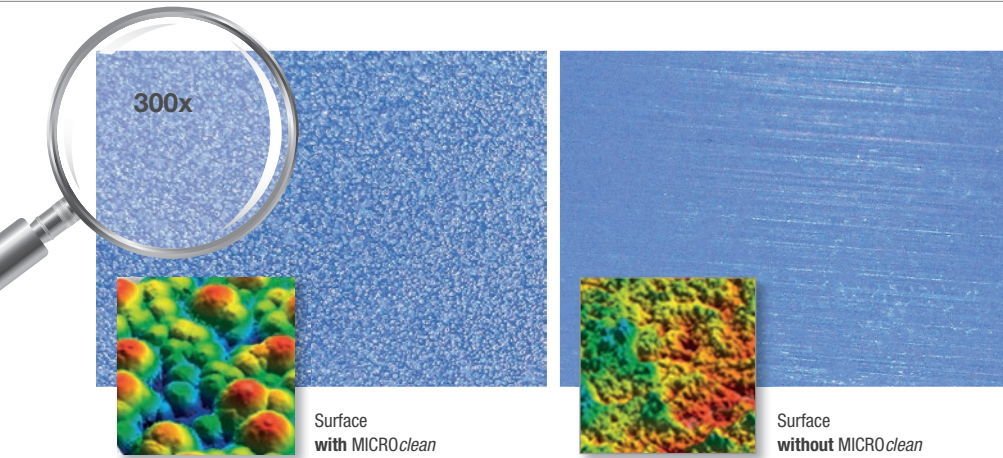 300x
Surface
with MICROclean
Surface
without MICROclean